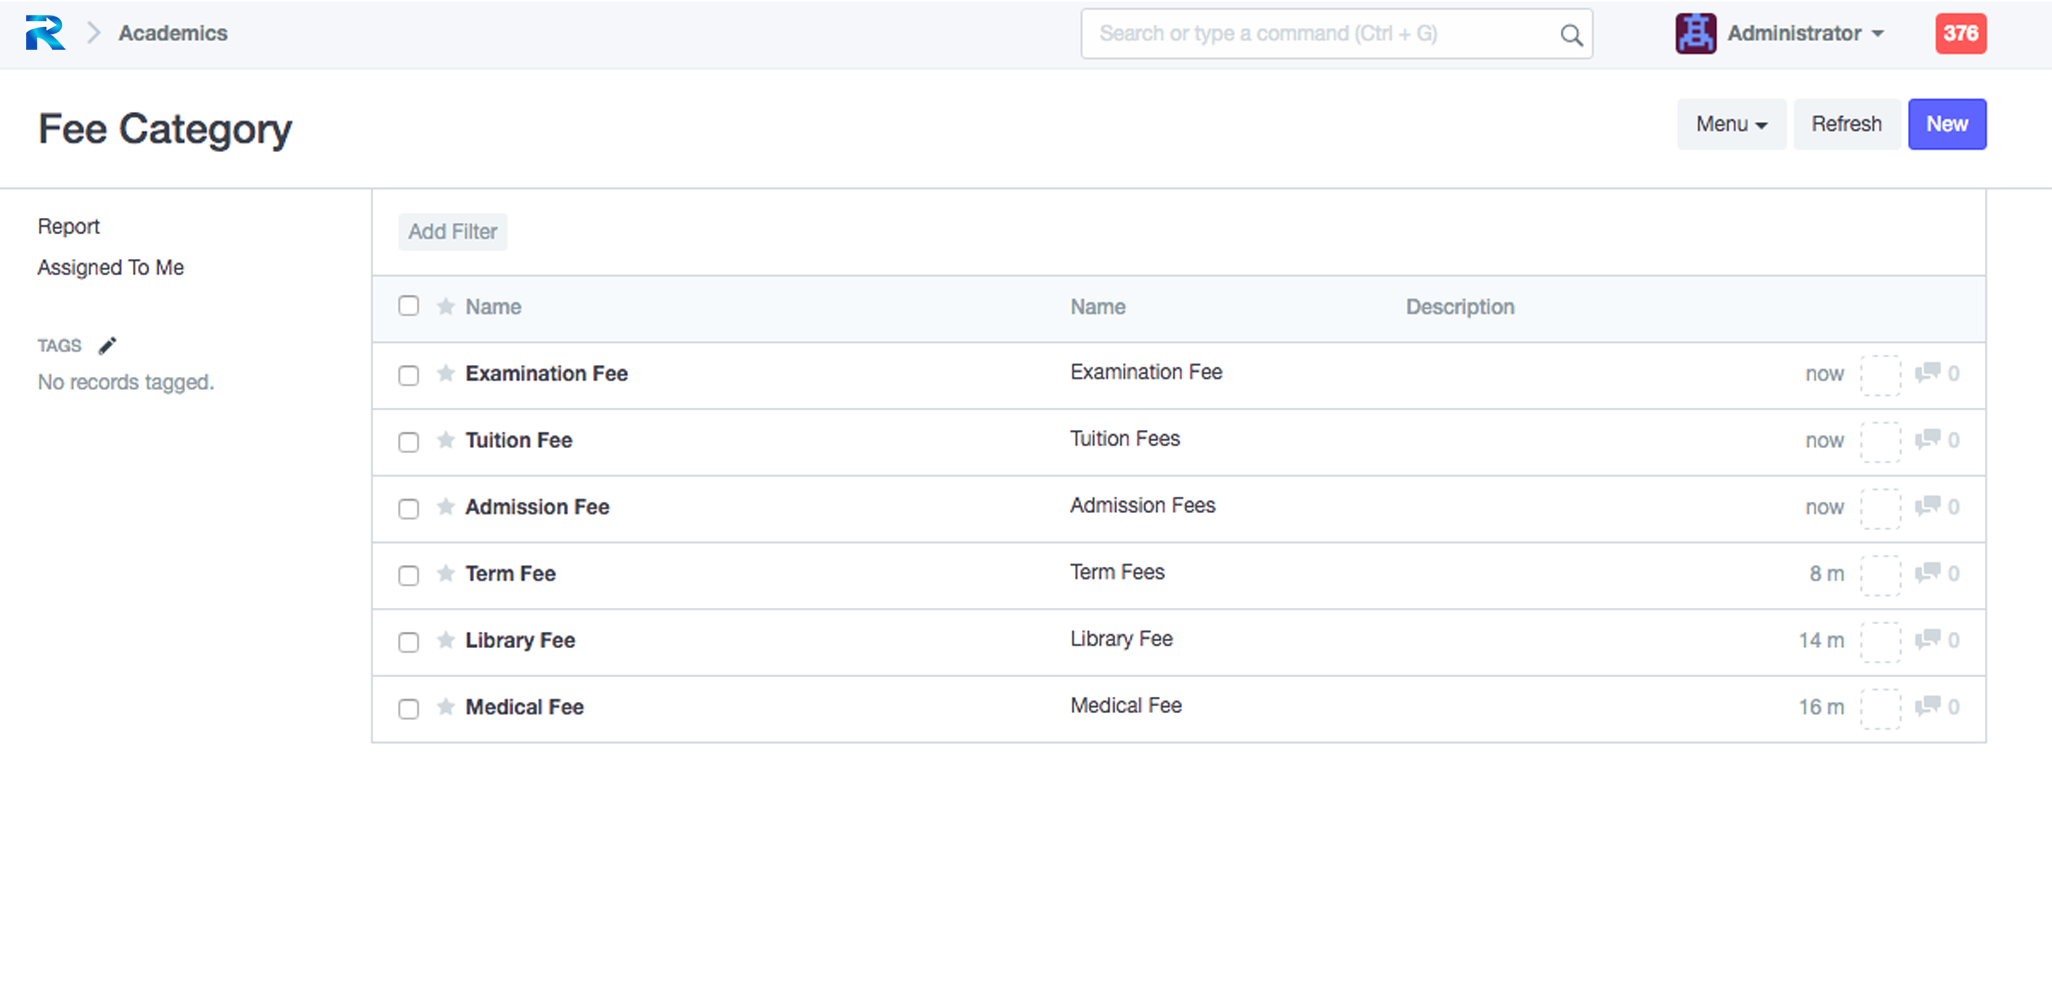 Academics
Search or type a command (Ctrl + G)
Administrator
376
Fee Category
Menu
Refresh
New
Report
Assigned To Me
TAGS
No records tagged.
Add Filter
Name Name Description
Examination Fee Examination Fee now 0
Tuition Fee Tuition Fees now 0
Admission Fee Admission Fees now 0
Term Fee Term Fees 8 m 0
Library Fee Library Fee 14 m 0
Medical Fee Medical Fee 16 m 0